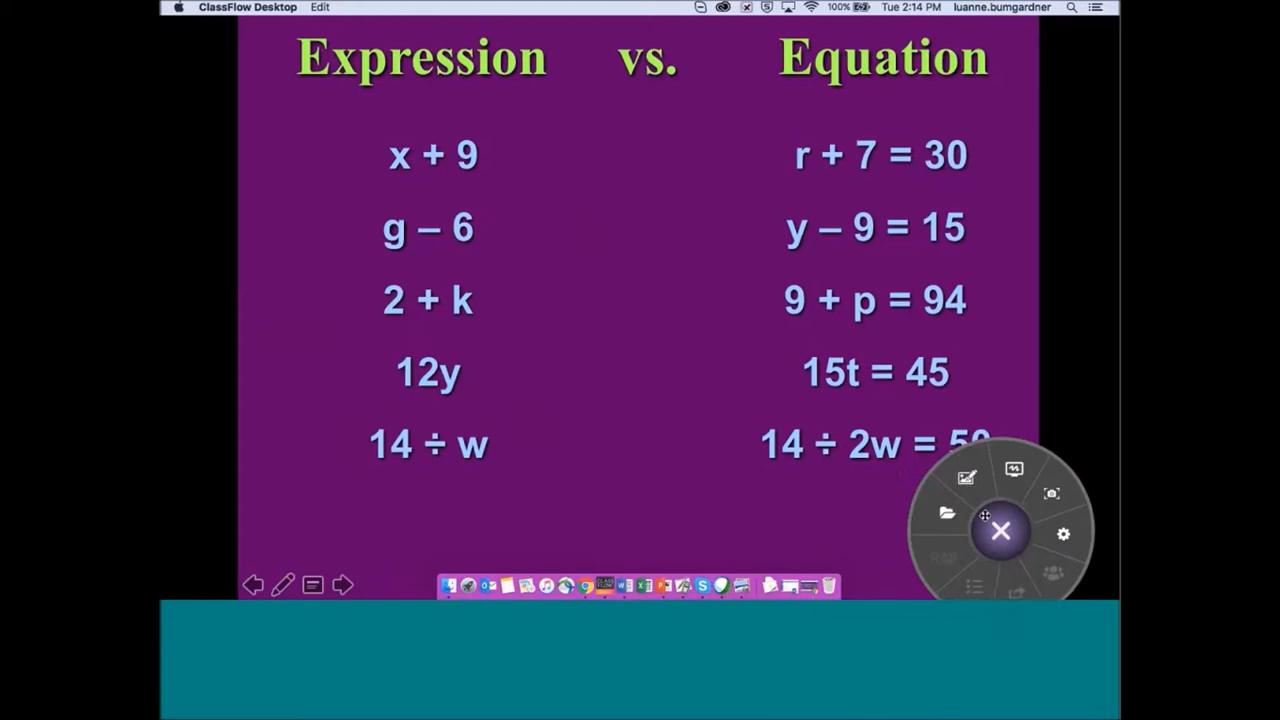 ClassFlow Desktop Edit 100% Tue 2:14 PM luanne.bumgardner
Expression vs. Equation
x + 9 r + 7 = 30
g – 6 y – 9 = 15
2 + k 9 + p = 94
12y 15t = 45
14 ÷ w 14 ÷ 2w = 50